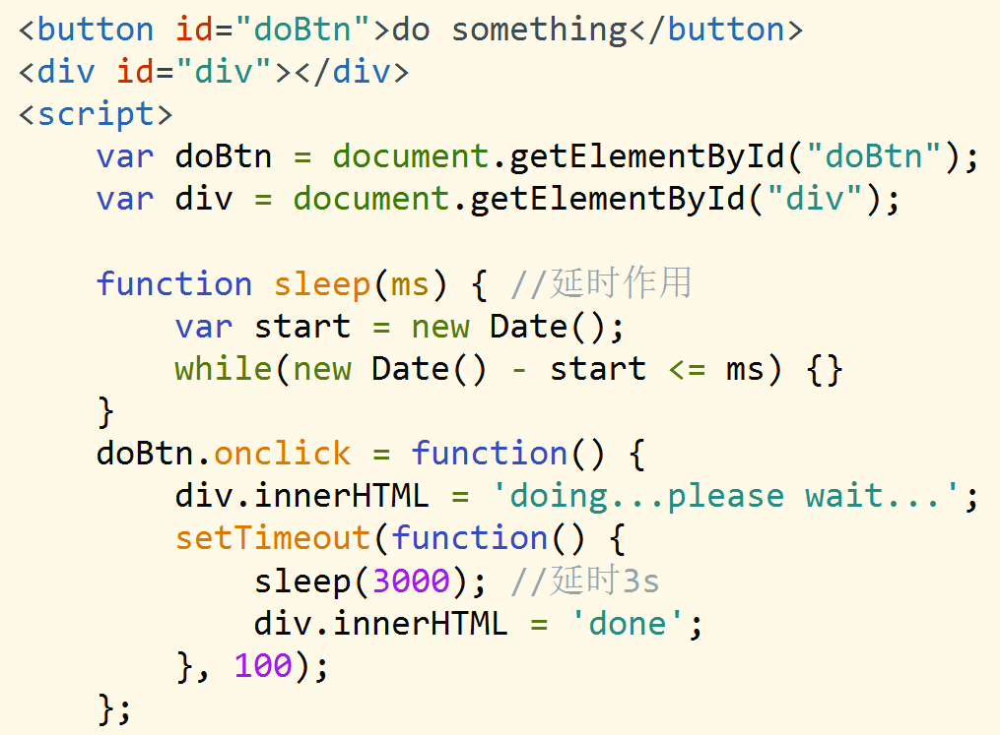 <button id="doBtn">do something</button>
<div id="div"></div>
<script>
    var doBtn = document.getElementById("doBtn");
    var div = document.getElementById("div");

    function sleep(ms) { //延时作用
        var start = new Date();
        while(new Date() - start <= ms) {}
    }
    doBtn.onclick = function() {
        div.innerHTML = 'doing...please wait...';
        setTimeout(function() {
            sleep(3000); //延时3s
            div.innerHTML = 'done';
        }, 100);
    };